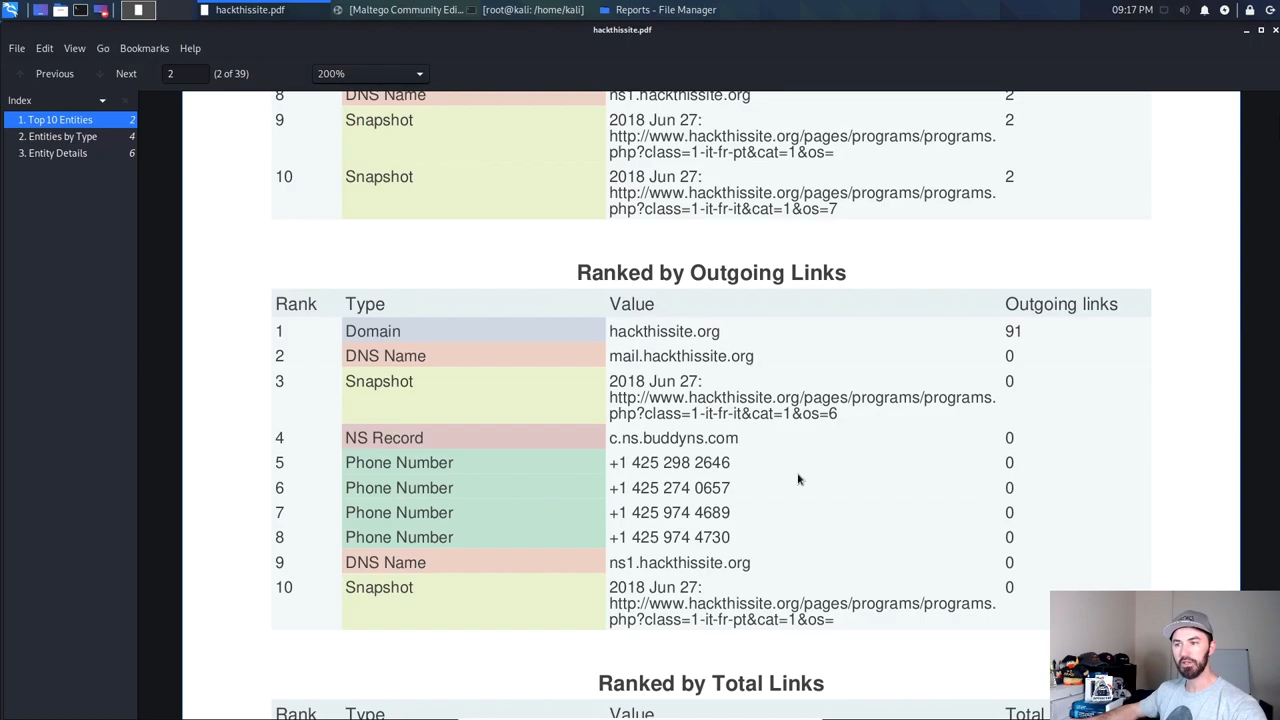 hackthissite.pdf
[Maltego Community Edi...
[root@kali: /home/kali]
Reports - File Manager
09:17 PM
hackthissite.pdf
File Edit View Go Bookmarks Help
Previous Next 2 (2 of 39) 200%
Index
1. Top 10 Entities 2
2. Entities by Type 4
3. Entity Details 6
8 DNS Name ns1.hackthissite.org 2
9 Snapshot 2018 Jun 27: 2
http://www.hackthissite.org/pages/programs/programs.
php?class=1-it-fr-pt&cat=1&os=
10 Snapshot 2018 Jun 27: 2
http://www.hackthissite.org/pages/programs/programs.
php?class=1-it-fr-it&cat=1&os=7
Ranked by Outgoing Links
Rank Type Value Outgoing links
1 Domain hackthissite.org 91
2 DNS Name mail.hackthissite.org 0
3 Snapshot 2018 Jun 27: 0
http://www.hackthissite.org/pages/programs/programs.
php?class=1-it-fr-it&cat=1&os=6
4 NS Record c.ns.buddyns.com 0
5 Phone Number +1 425 298 2646 0
6 Phone Number +1 425 274 0657 0
7 Phone Number +1 425 974 4689 0
8 Phone Number +1 425 974 4730 0
9 DNS Name ns1.hackthissite.org 0
10 Snapshot 2018 Jun 27: 0
http://www.hackthissite.org/pages/programs/programs.
php?class=1-it-fr-pt&cat=1&os=
Ranked by Total Links
Rank Type Value Total